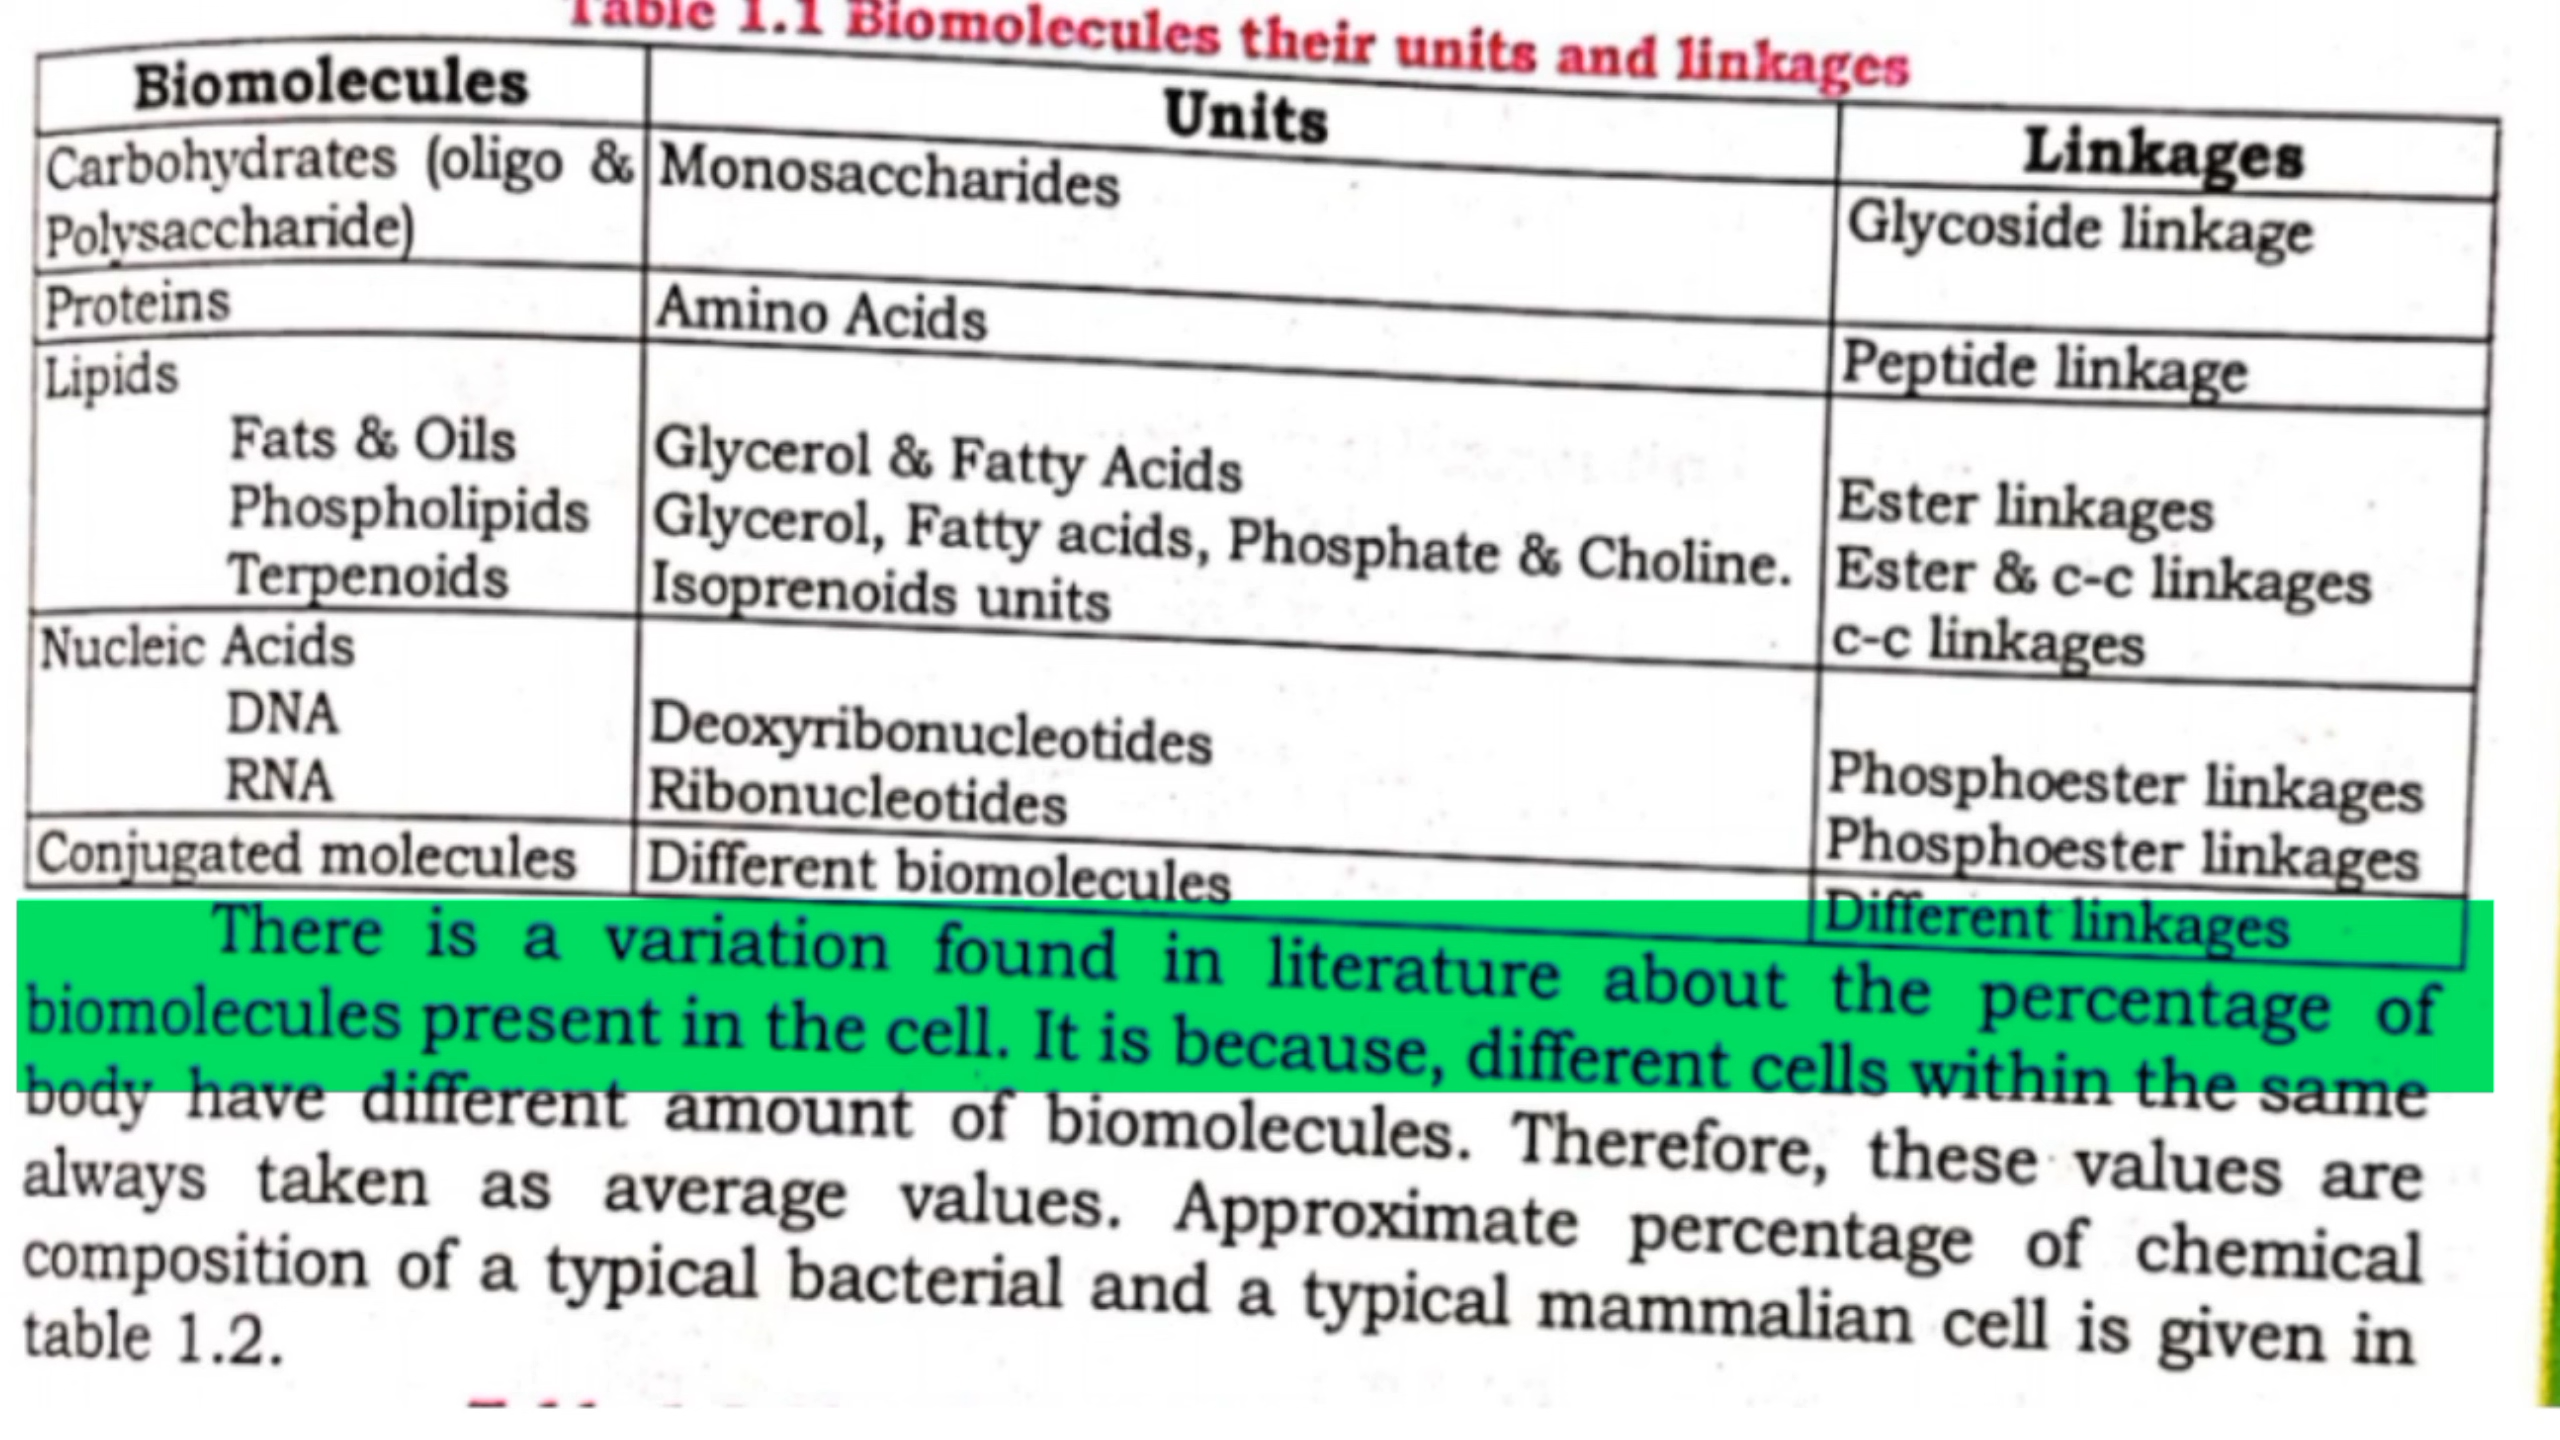 Table 1.1 Biomolecules their units and linkages
Biomolecules Units Linkages
Carbohydrates (oligo & Polysaccharide) Monosaccharides Glycoside linkage
Proteins Amino Acids Peptide linkage
Lipids
Fats & Oils Glycerol & Fatty Acids Ester linkages
Phospholipids Glycerol, Fatty acids, Phosphate & Choline. Ester & c-c linkages
Terpenoids Isoprenoids units c-c linkages
Nucleic Acids
DNA Deoxyribonucleotides Phosphoester linkages
RNA Ribonucleotides Phosphoester linkages
Conjugated molecules Different biomolecules Different linkages
There is a variation found in literature about the percentage of
biomolecules present in the cell. It is because, different cells within the same
body have different amount of biomolecules. Therefore, these values are
always taken as average values. Approximate percentage of chemical
composition of a typical bacterial and a typical mammalian cell is given in
table 1.2.